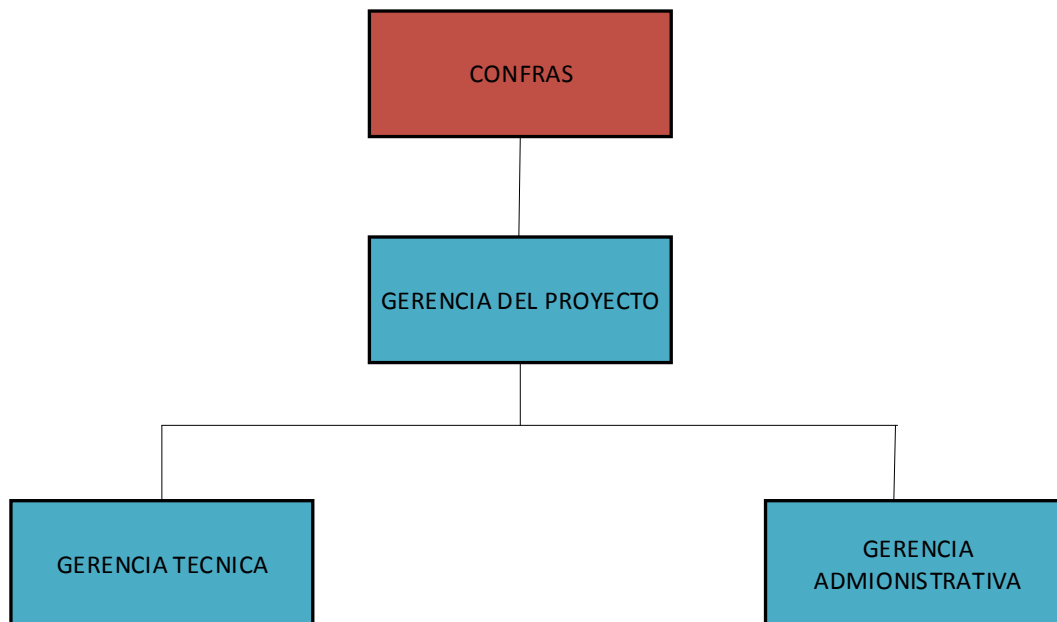 CONFRAS
GERENCIA DEL PROYECTO
GERENCIA TECNICA
GERENCIA
ADMIONISTRATIVA